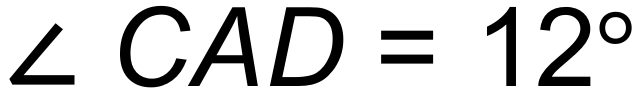 ∠ CAD = 12°